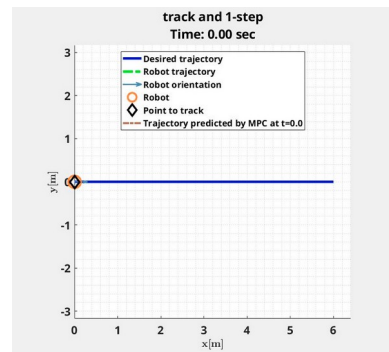 track and 1-step
Time: 0.00 sec
3
Desired trajectory
Robot trajectory
Robot orientation
Robot
Point to track
Trajectory predicted by MPC at t=0.0
2
1
0
-1
-2
-3
y[m]
0 1 2 3 4 5 6
x[m]